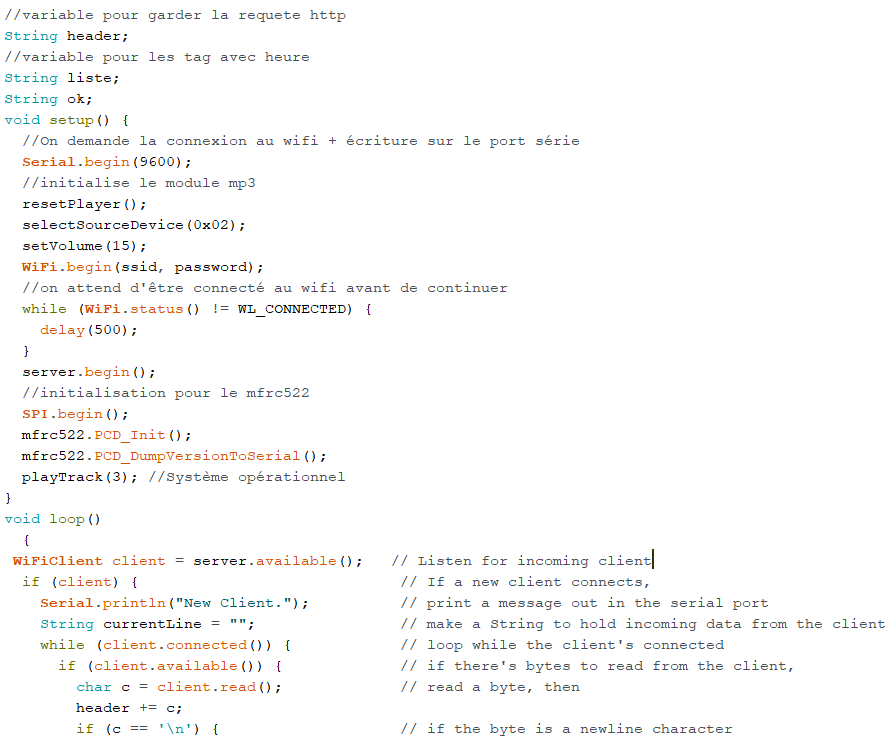 //variable pour garder la requete http
String header;
//variable pour les tag avec heure
String liste;
String ok;
void setup() {
  //On demande la connexion au wifi + écriture sur le port série
  Serial.begin(9600);
  //initialise le module mp3
  resetPlayer();
  selectSourceDevice(0x02);
  setVolume(15);
  WiFi.begin(ssid, password);
  //on attend d'être connecté au wifi avant de continuer
  while (WiFi.status() != WL_CONNECTED) {
    delay(500);
  }
  server.begin();
  //initialisation pour le mfrc522
  SPI.begin();
  mfrc522.PCD_Init();
  mfrc522.PCD_DumpVersionToSerial();
  playTrack(3); //Système opérationnel
}
void loop()
  {
 WiFiClient client = server.available();   // Listen for incoming client
  if (client) {                             // If a new client connects,
    Serial.println("New Client.");          // print a message out in the serial port
    String currentLine = "";                // make a String to hold incoming data from the client
    while (client.connected()) {            // loop while the client's connected
      if (client.available()) {             // if there's bytes to read from the client,
        char c = client.read();             // read a byte, then
        header += c;
        if (c == '\n') {                    // if the byte is a newline character